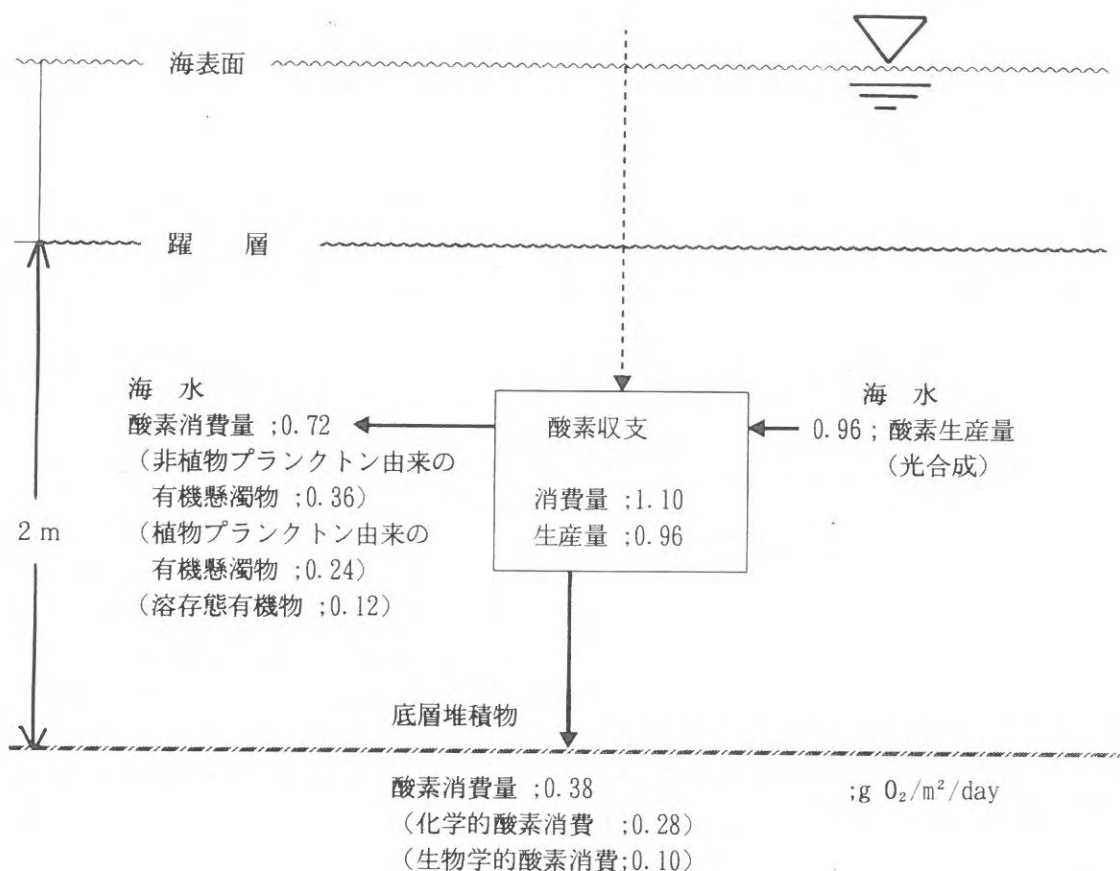 海表面
躍　層
海　水
酸素消費量 ;0.72
（非植物プランクトン由来の
有機懸濁物 ;0.36）
（植物プランクトン由来の
有機懸濁物 ;0.24）
（溶存態有機物 ;0.12）
2 m
酸素収支
消費量 ;1.10
生産量 ;0.96
海　水
0.96 ; 酸素生産量
（光合成）
底層堆積物
酸素消費量 ;0.38
（化学的酸素消費　;0.28）
（生物学的酸素消費;0.10）
;g O₂/m²/day